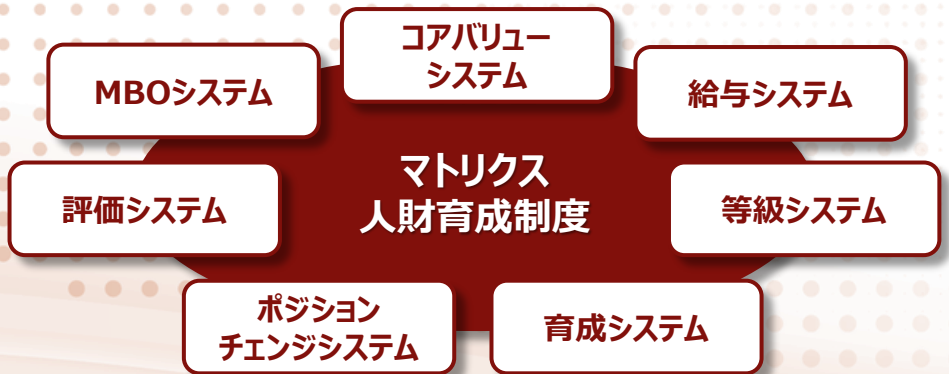 コアバリュー
システム
MBOシステム
給与システム
マトリクス
人財育成制度
評価システム
等級システム
ポジション
チェンジシステム
育成システム